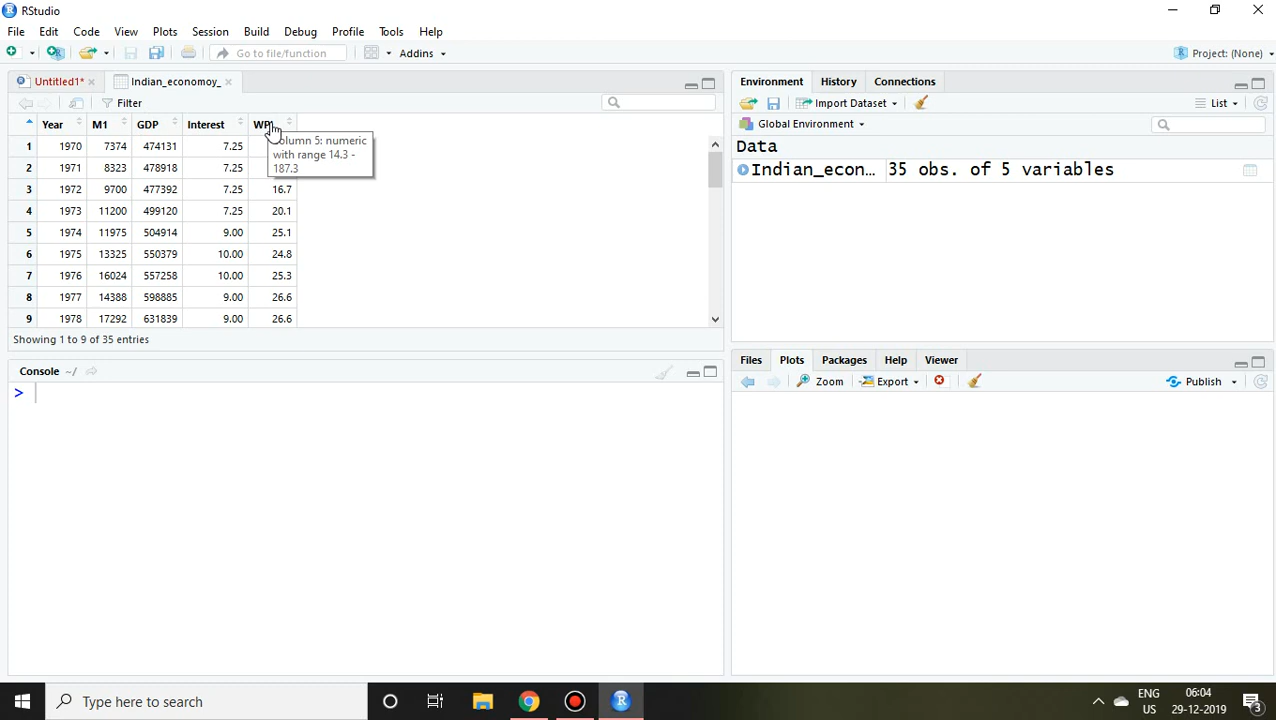 RStudio
File Edit Code View Plots Session Build Debug Profile Tools Help
Go to file/function Addins Project: (None)
Untitled1* Indian_economoy_
Filter
Year M1 GDP Interest
1 1970 7374 474131 7.25
2 1971 8323 478918 7.25
3 1972 9700 477392 7.25 16.7
4 1973 11200 499120 7.25 20.1
5 1974 11975 504914 9.00 25.1
6 1975 13325 550379 10.00 24.8
7 1976 16024 557258 10.00 25.3
8 1977 14388 598885 9.00 26.6
9 1978 17292 631839 9.00 26.6
Column 5: numeric
with range 14.3 -
187.3
Showing 1 to 9 of 35 entries
Console ~/
>
Environment History Connections
Import Dataset List
Global Environment
Data
Indian_econ... 35 obs. of 5 variables
Files Plots Packages Help Viewer
Zoom Export Publish
Type here to search
ENG
US
06:04
29-12-2019
3